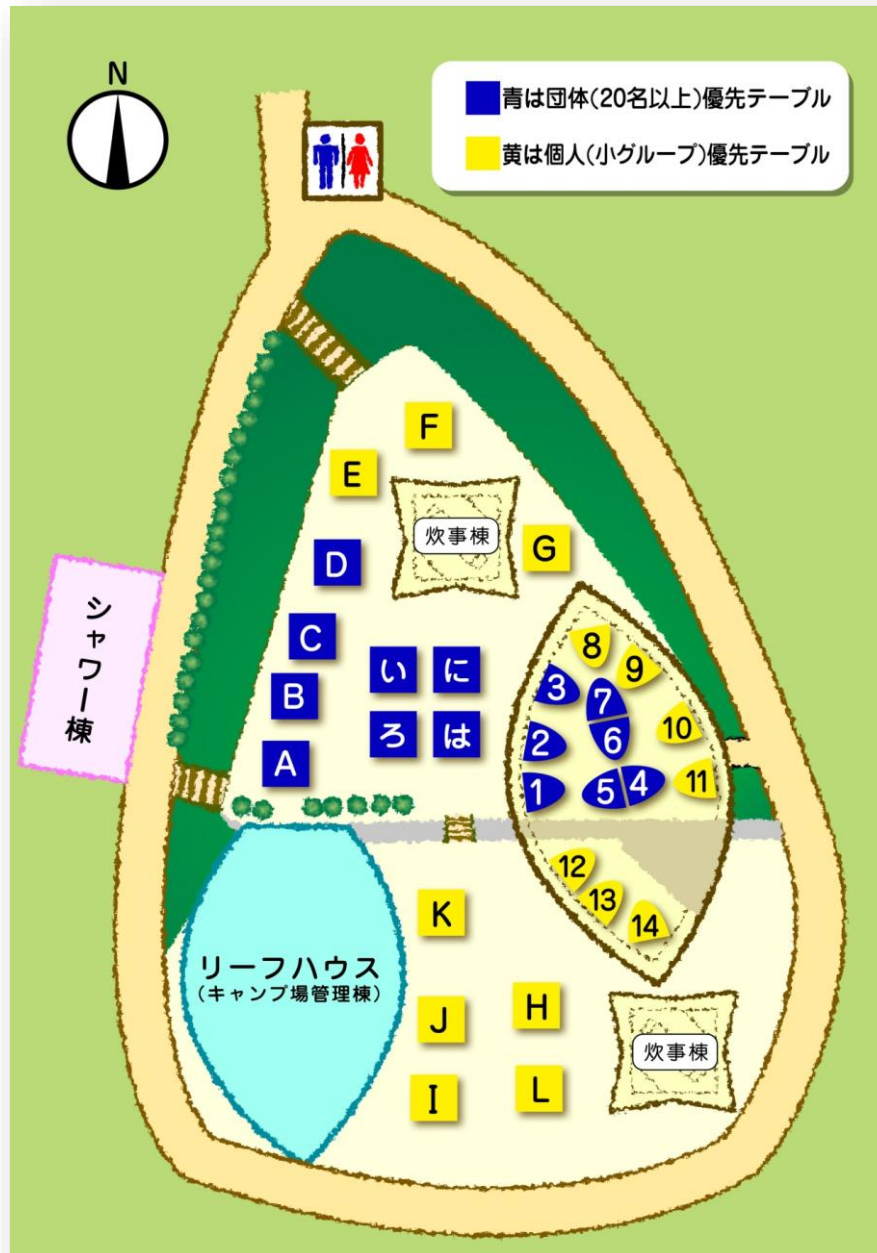 N
青は団体(20名以上)優先テーブル
黄は個人(小グループ)優先テーブル
F
E
炊事棟
G
D
C
B
A
い
に
ろ
は
シャワー棟
8
9
3
7
10
2
6
11
1
5
4
12
13
14
K
リーフハウス
(キャンプ場管理棟)
J
H
炊事棟
I
L